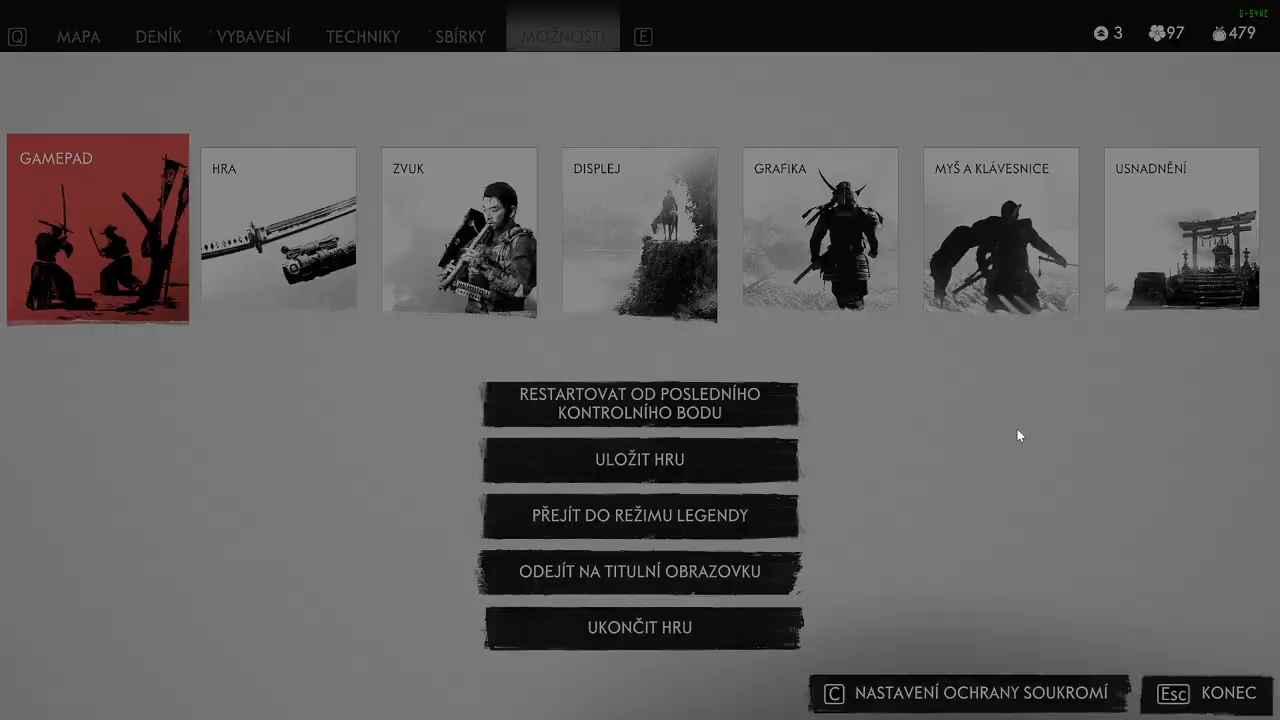 G-SYNC
Q MAPA DENÍK VYBAVENÍ TECHNIKY SBÍRKY MOŽNOSTI E 3 97 479
GAMEPAD
HRA
ZVUK
DISPLEJ
GRAFIKA
MYŠ A KLÁVESNICE
USNADNĚNÍ
RESTARTOVAT OD POSLEDNÍHO
KONTROLNÍHO BODU
ULOŽIT HRU
PŘEJÍT DO REŽIMU LEGENDY
ODEJÍT NA TITULNÍ OBRAZOVKU
UKONČIT HRU
C NASTAVENÍ OCHRANY SOUKROMÍ Esc KONEC